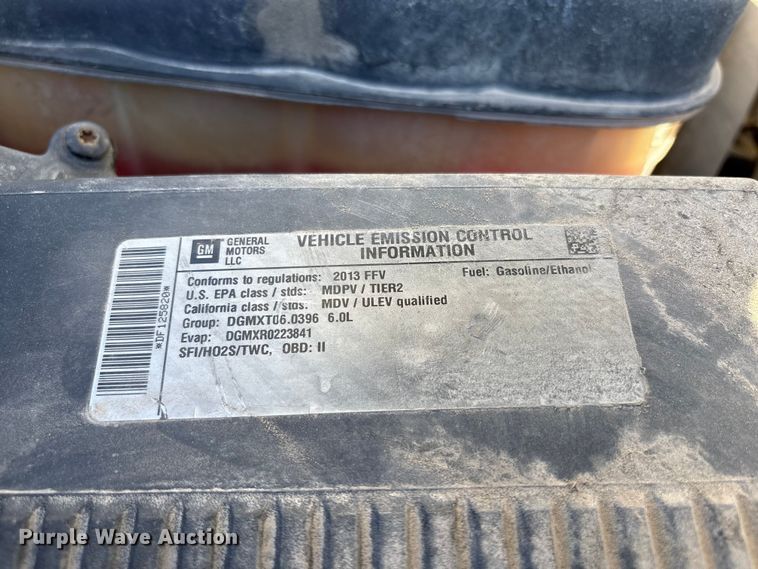 GM GENERAL MOTORS LLC
VEHICLE EMISSION CONTROL INFORMATION
Conforms to regulations: 2013 FFV Fuel: Gasoline/Ethanol
U.S. EPA class / stds: MDPV / TIER2
California class / stds: MDV / ULEV qualified
Group: DGMXT06.0396 6.0L
Evap: DGMXR0223841
SFI/HO2S/TWC, OBD: II
*DF125820*
Purple Wave Auction®